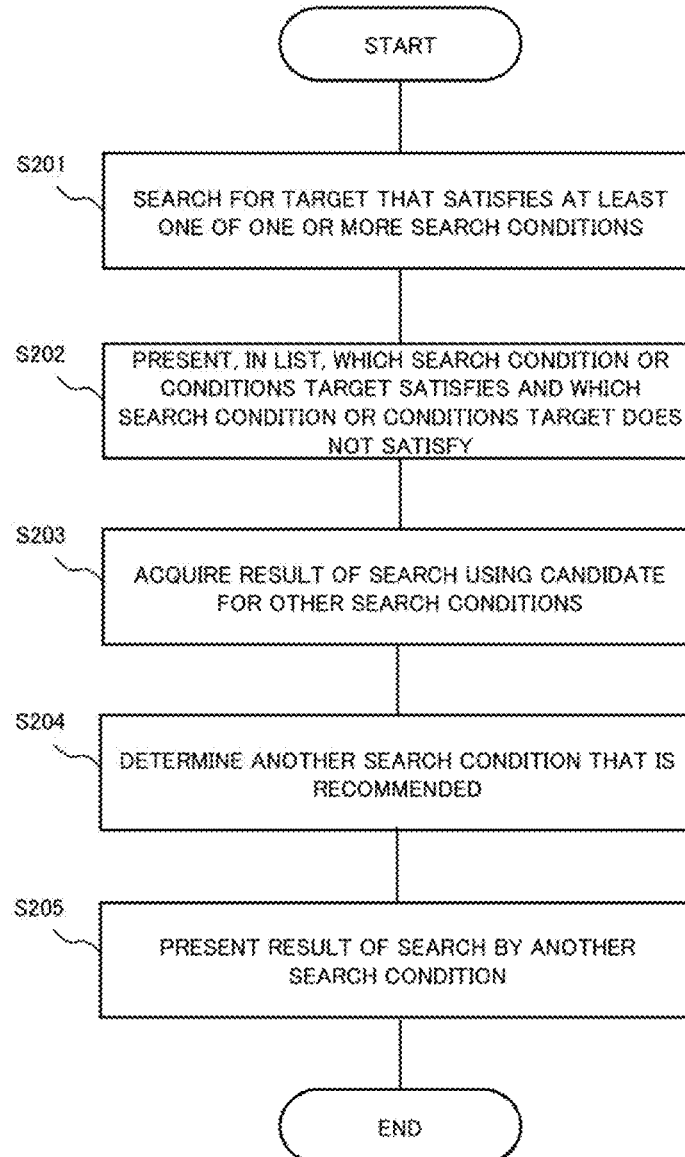 START
S201
SEARCH FOR TARGET THAT SATISFIES AT LEAST
ONE OF ONE OR MORE SEARCH CONDITIONS
S202
PRESENT, IN LIST, WHICH SEARCH CONDITION OR
CONDITIONS TARGET SATISFIES AND WHICH
SEARCH CONDITION OR CONDITIONS TARGET DOES
NOT SATISFY
S203
ACQUIRE RESULT OF SEARCH USING CANDIDATE
FOR OTHER SEARCH CONDITIONS
S204
DETERMINE ANOTHER SEARCH CONDITION THAT IS
RECOMMENDED
S205
PRESENT RESULT OF SEARCH BY ANOTHER
SEARCH CONDITION
END